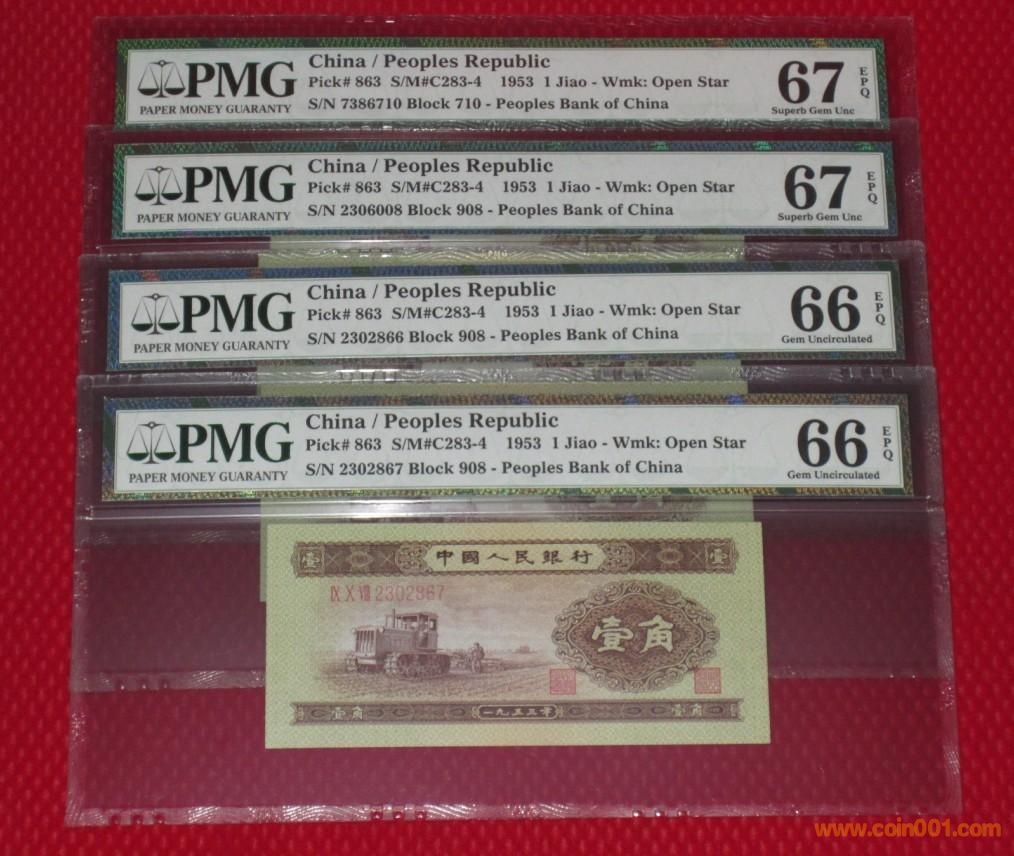 PMG
PAPER MONEY GUARANTY
China / Peoples Republic
Pick# 863 S/M#C283-4 1953 1 Jiao - Wmk: Open Star
S/N 7386710 Block 710 - Peoples Bank of China
67
EPQ
Superb Gem Unc
PMG
PAPER MONEY GUARANTY
China / Peoples Republic
Pick# 863 S/M#C283-4 1953 1 Jiao - Wmk: Open Star
S/N 2306008 Block 908 - Peoples Bank of China
67
EPQ
Superb Gem Unc
PMG
PAPER MONEY GUARANTY
China / Peoples Republic
Pick# 863 S/M#C283-4 1953 1 Jiao - Wmk: Open Star
S/N 2302866 Block 908 - Peoples Bank of China
66
EPQ
Gem Uncirculated
PMG
PAPER MONEY GUARANTY
China / Peoples Republic
Pick# 863 S/M#C283-4 1953 1 Jiao - Wmk: Open Star
S/N 2302867 Block 908 - Peoples Bank of China
66
EPQ
Gem Uncirculated
壹 中國人民銀行 壹
IX X VIII 2302867
壹角
壹角 一九五三年 壹角
www.coin001.com